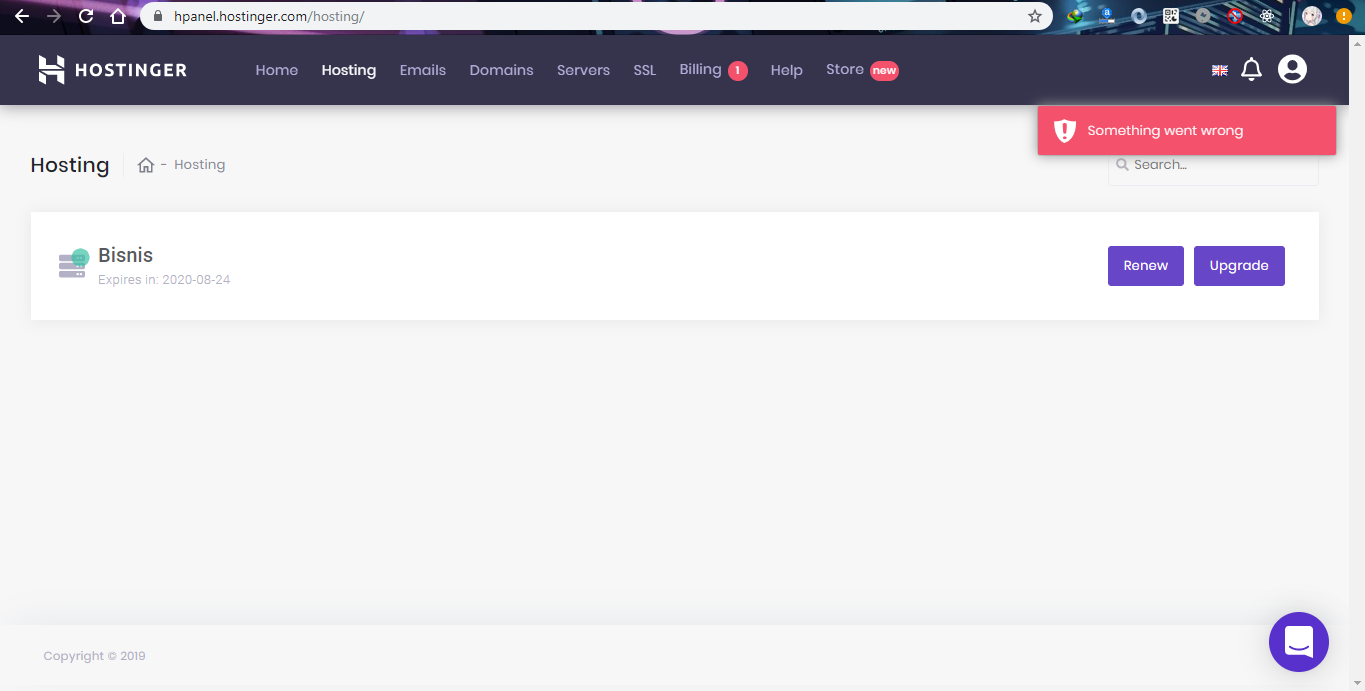 hpanel.hostinger.com/hosting/
HOSTINGER Home Hosting Emails Domains Servers SSL Billing 1 Help Store new
Something went wrong
Hosting - Hosting
Search...
Bisnis
Expires in: 2020-08-24
Renew Upgrade
Copyright © 2019